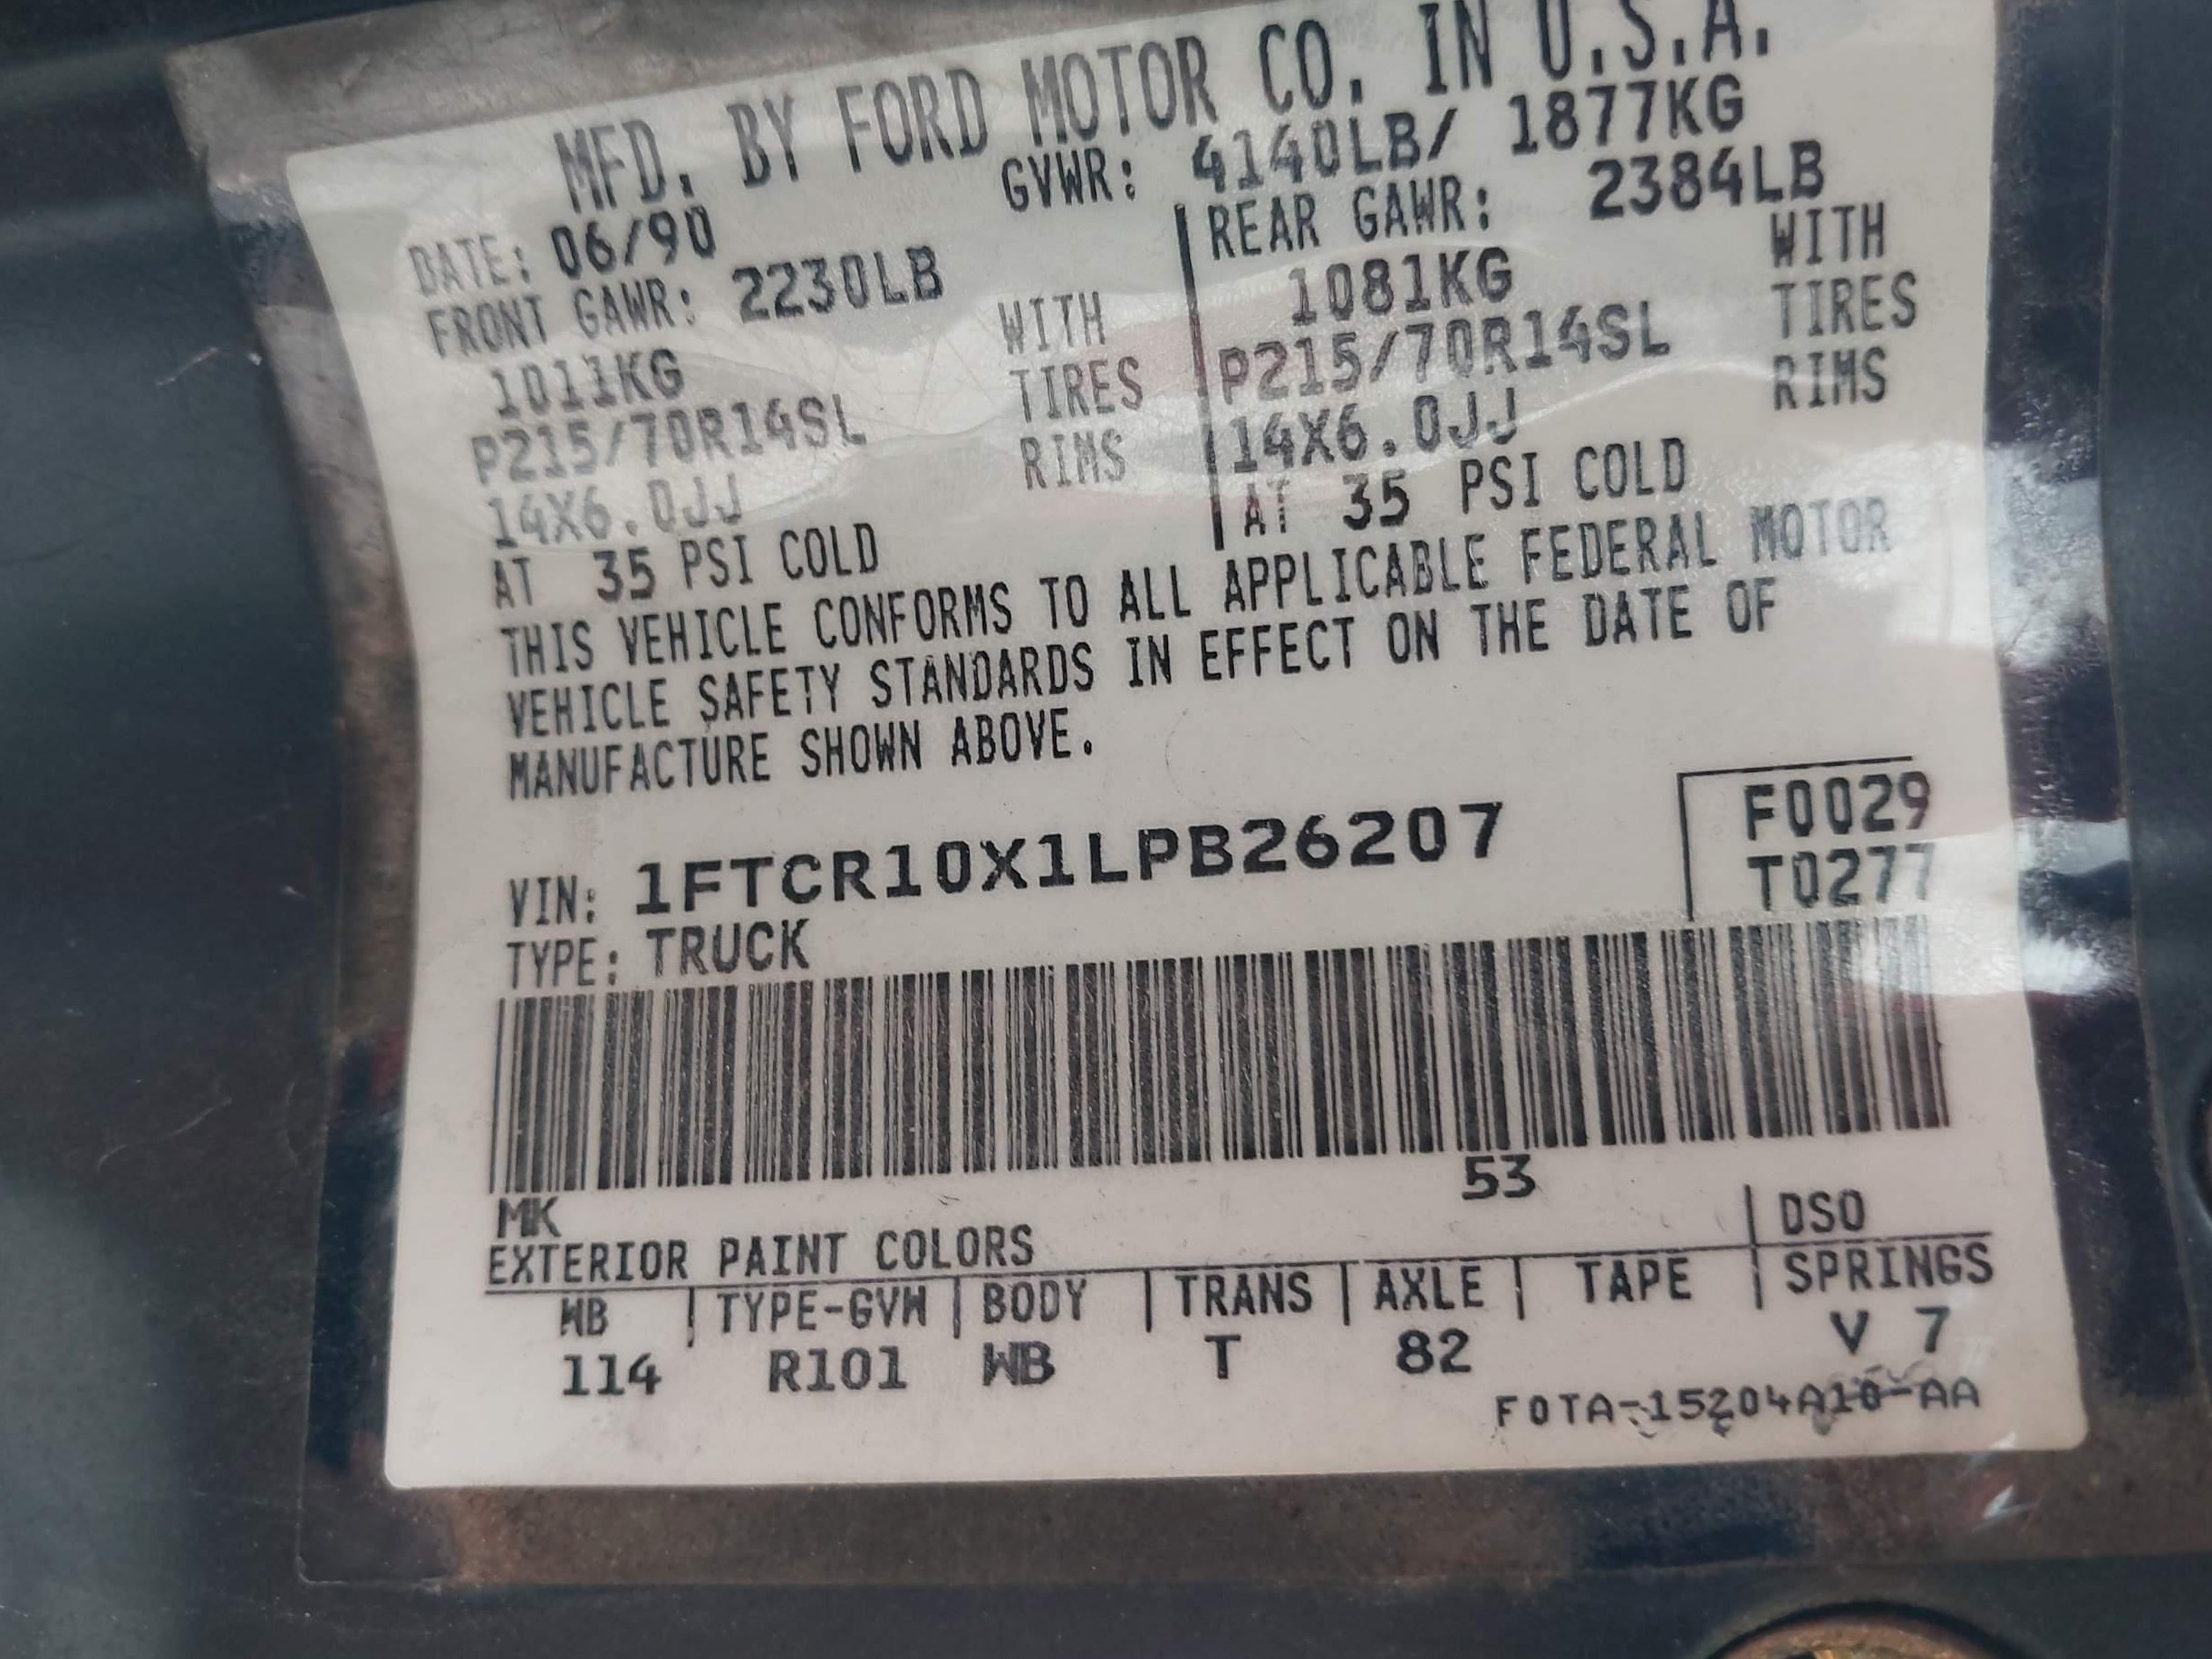 MFD. BY FORD MOTOR CO. IN U.S.A.
DATE: 06/90 GVWR: 4140LB/ 1877KG
FRONT GAWR: 2230LB REAR GAWR: 2384LB
1011KG WITH 1081KG WITH
P215/70R14SL TIRES P215/70R14SL TIRES
14X6.0JJ RIMS 14X6.0JJ RIMS
AT 35 PSI COLD AT 35 PSI COLD
THIS VEHICLE CONFORMS TO ALL APPLICABLE FEDERAL MOTOR
VEHICLE SAFETY STANDARDS IN EFFECT ON THE DATE OF
MANUFACTURE SHOWN ABOVE.
F0029
VIN: 1FTCR10X1LPB26207 T0277
TYPE: TRUCK
MK 53
EXTERIOR PAINT COLORS DSO
WB TYPE-GVW BODY TRANS AXLE TAPE SPRINGS
114 R101 WB T 82 V 7
F0TA-15204A10-AA